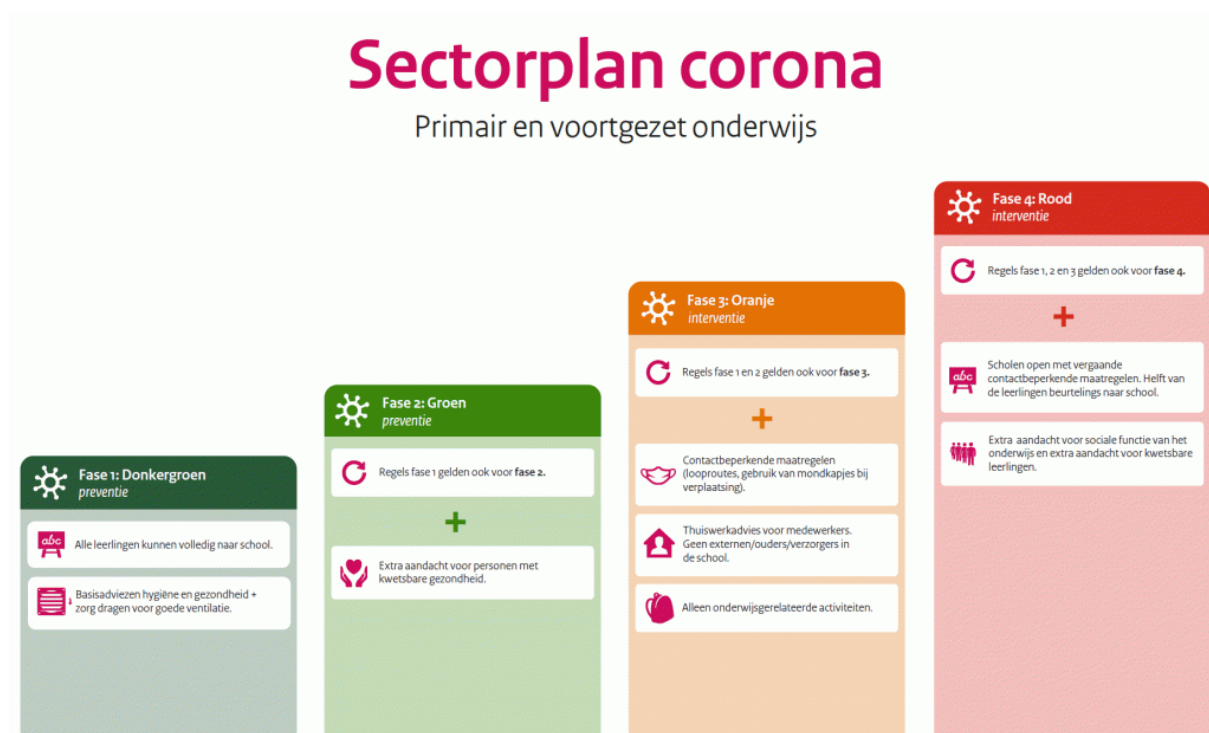 Sectorplan corona
Primair en voortgezet onderwijs
Fase 1: Donkergroen
preventie
abc
Alle leerlingen kunnen volledig naar school.
Basisadviezen hygiëne en gezondheid +
zorg dragen voor goede ventilatie.
Fase 2: Groen
preventie
Regels fase 1 gelden ook voor fase 2.
+
Extra aandacht voor personen met
kwetsbare gezondheid.
Fase 3: Oranje
interventie
Regels fase 1 en 2 gelden ook voor fase 3.
+
Contactbeperkende maatregelen
(looproutes, gebruik van mondkapjes bij
verplaatsing).
Thuiswerkadvies voor medewerkers.
Geen externen/ouders/verzorgers in
de school.
Alleen onderwijsgerelateerde activiteiten.
Fase 4: Rood
interventie
Regels fase 1, 2 en 3 gelden ook voor fase 4.
+
abc
Scholen open met vergaande
contactbeperkende maatregelen. Helft van
de leerlingen beurtelings naar school.
Extra aandacht voor sociale functie van het
onderwijs en extra aandacht voor kwetsbare
leerlingen.